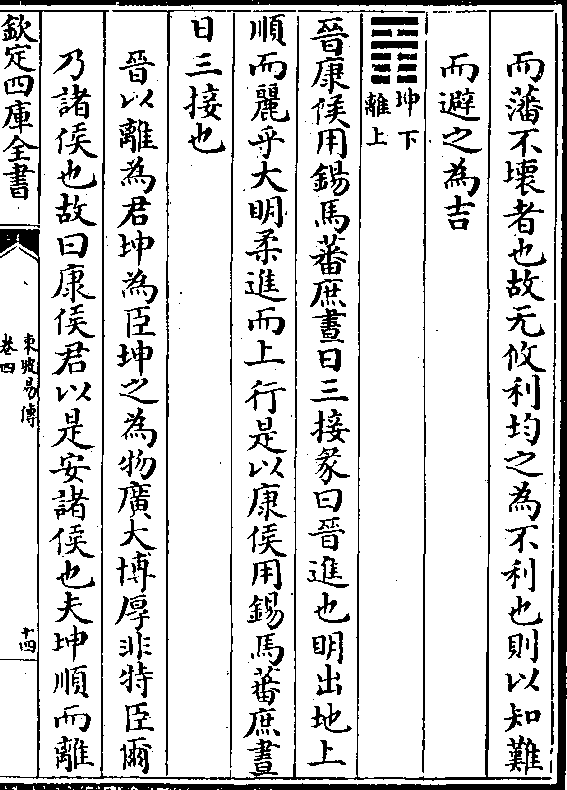 而藩不壞者也故无攸利均之為不利也則以知難
而避之為吉
坤下
離上
晉康侯用錫馬蕃庶晝日三接彖曰晉進也明出地上
順而麗乎大明柔進而上行是以康侯用錫馬蕃庶晝
日三接也
晉以離為君坤為臣坤之為物廣大博厚非特臣爾
乃諸侯也故曰康侯君以是安諸侯也夫坤順而離
欽定四庫全書
東坡易傳
卷四
十四